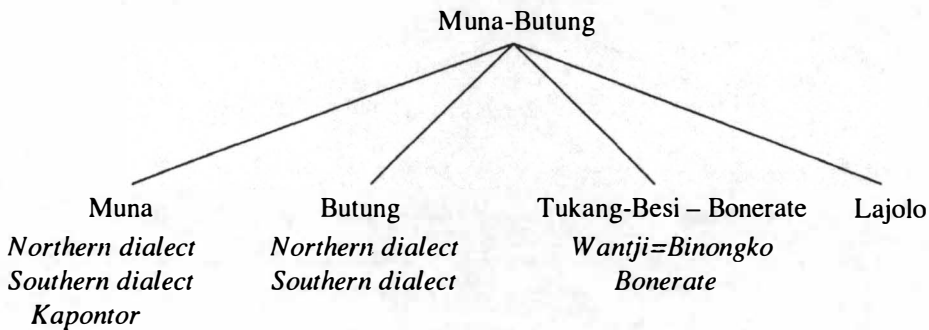 Muna-Butung
Muna Butung Tukang-Besi – Bonerate Lajolo
Northern dialect Northern dialect Wantji=Binongko
Southern dialect Southern dialect Bonerate
Kapontor